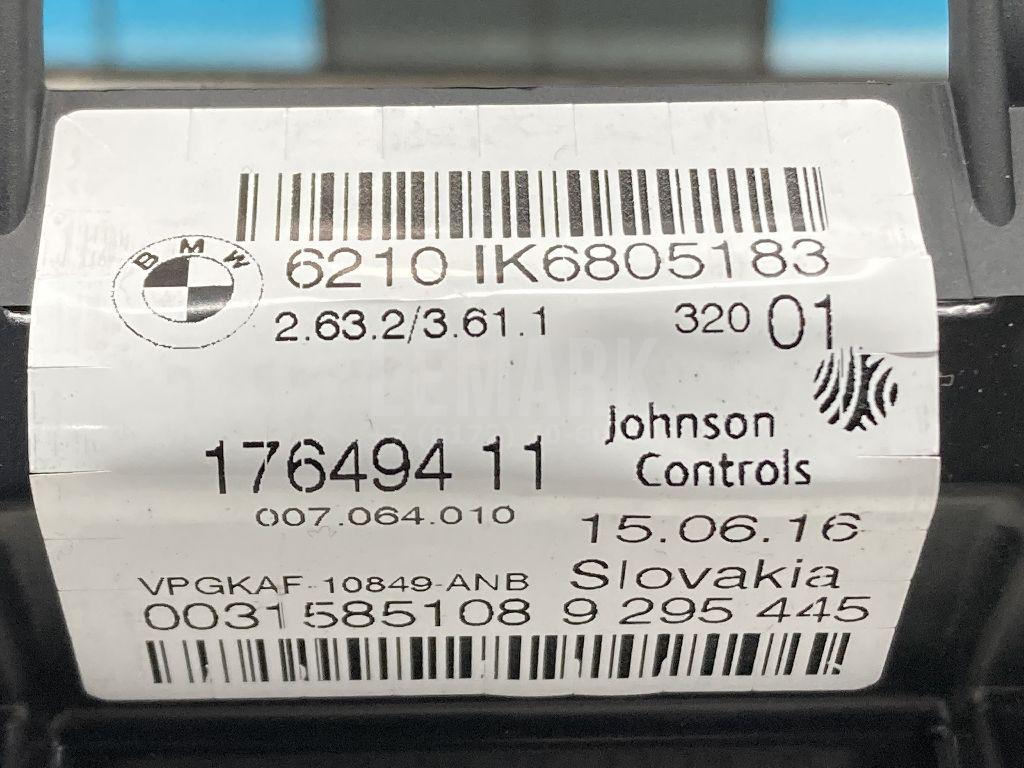 BMW
6210 IK6805183
2.63.2/3.61.1 320 01
LEMARK
176494 11
Johnson
Controls
007.064.010
15.06.16
VPGKAF-10849-ANB Slovakia
0031585108 9 295 445